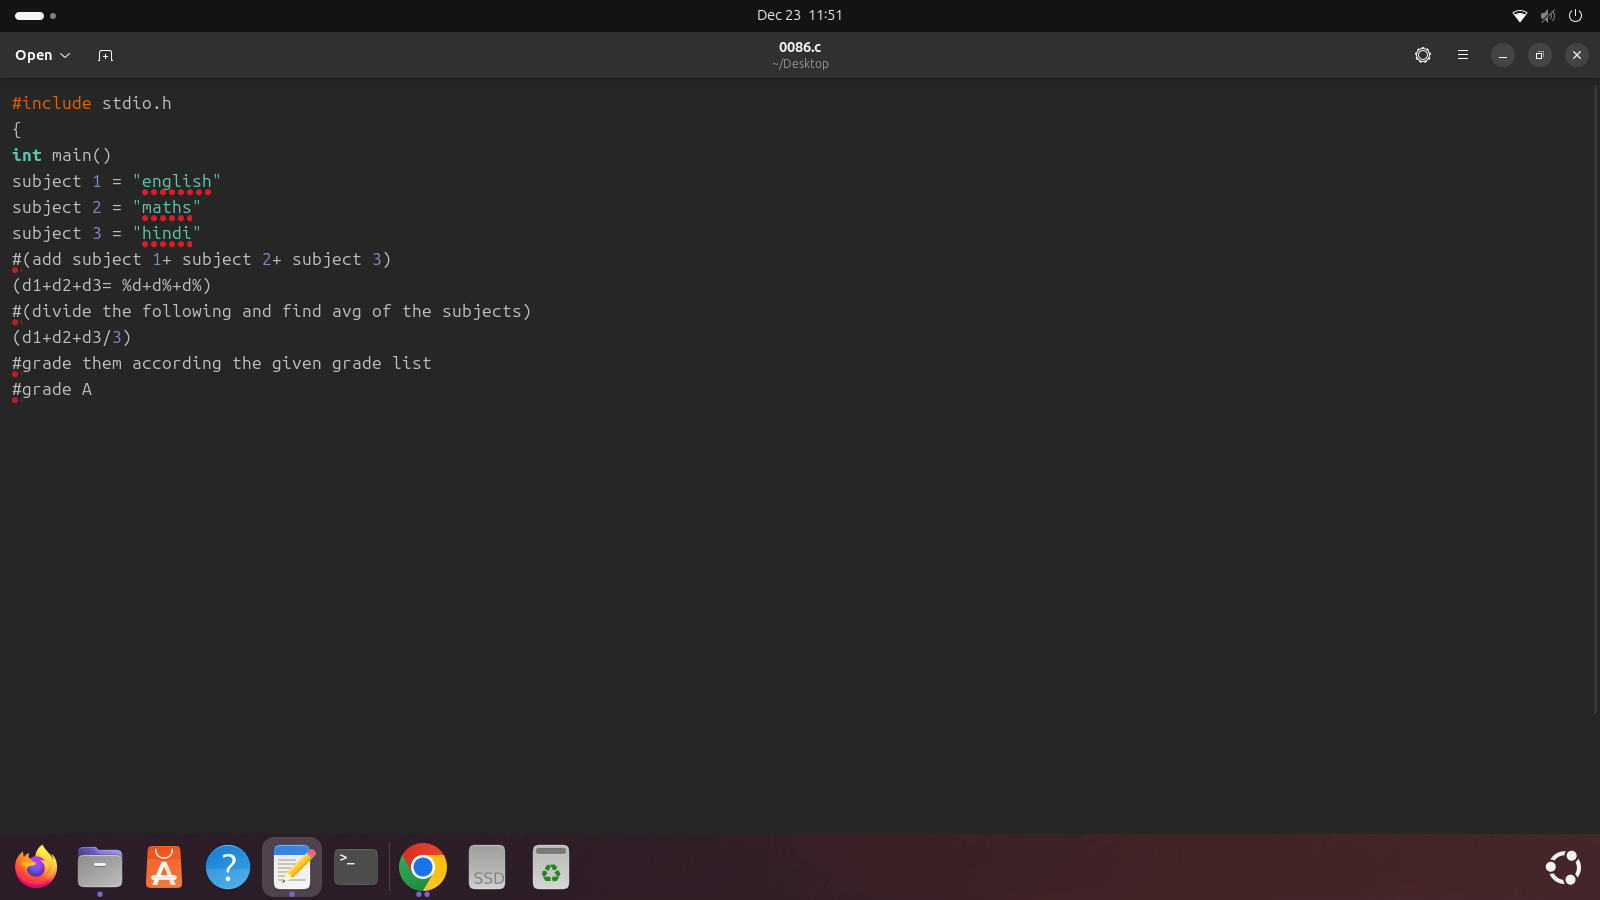 Dec 23 11:51
Open
0086.c
~/Desktop
#include stdio.h
{
int main()
subject 1 = "english"
subject 2 = "maths"
subject 3 = "hindi"
#(add subject 1+ subject 2+ subject 3)
(d1+d2+d3= %d+d%+d%)
#(divide the following and find avg of the subjects)
(d1+d2+d3/3)
#grade them according the given grade list
#grade A
>_
SSD